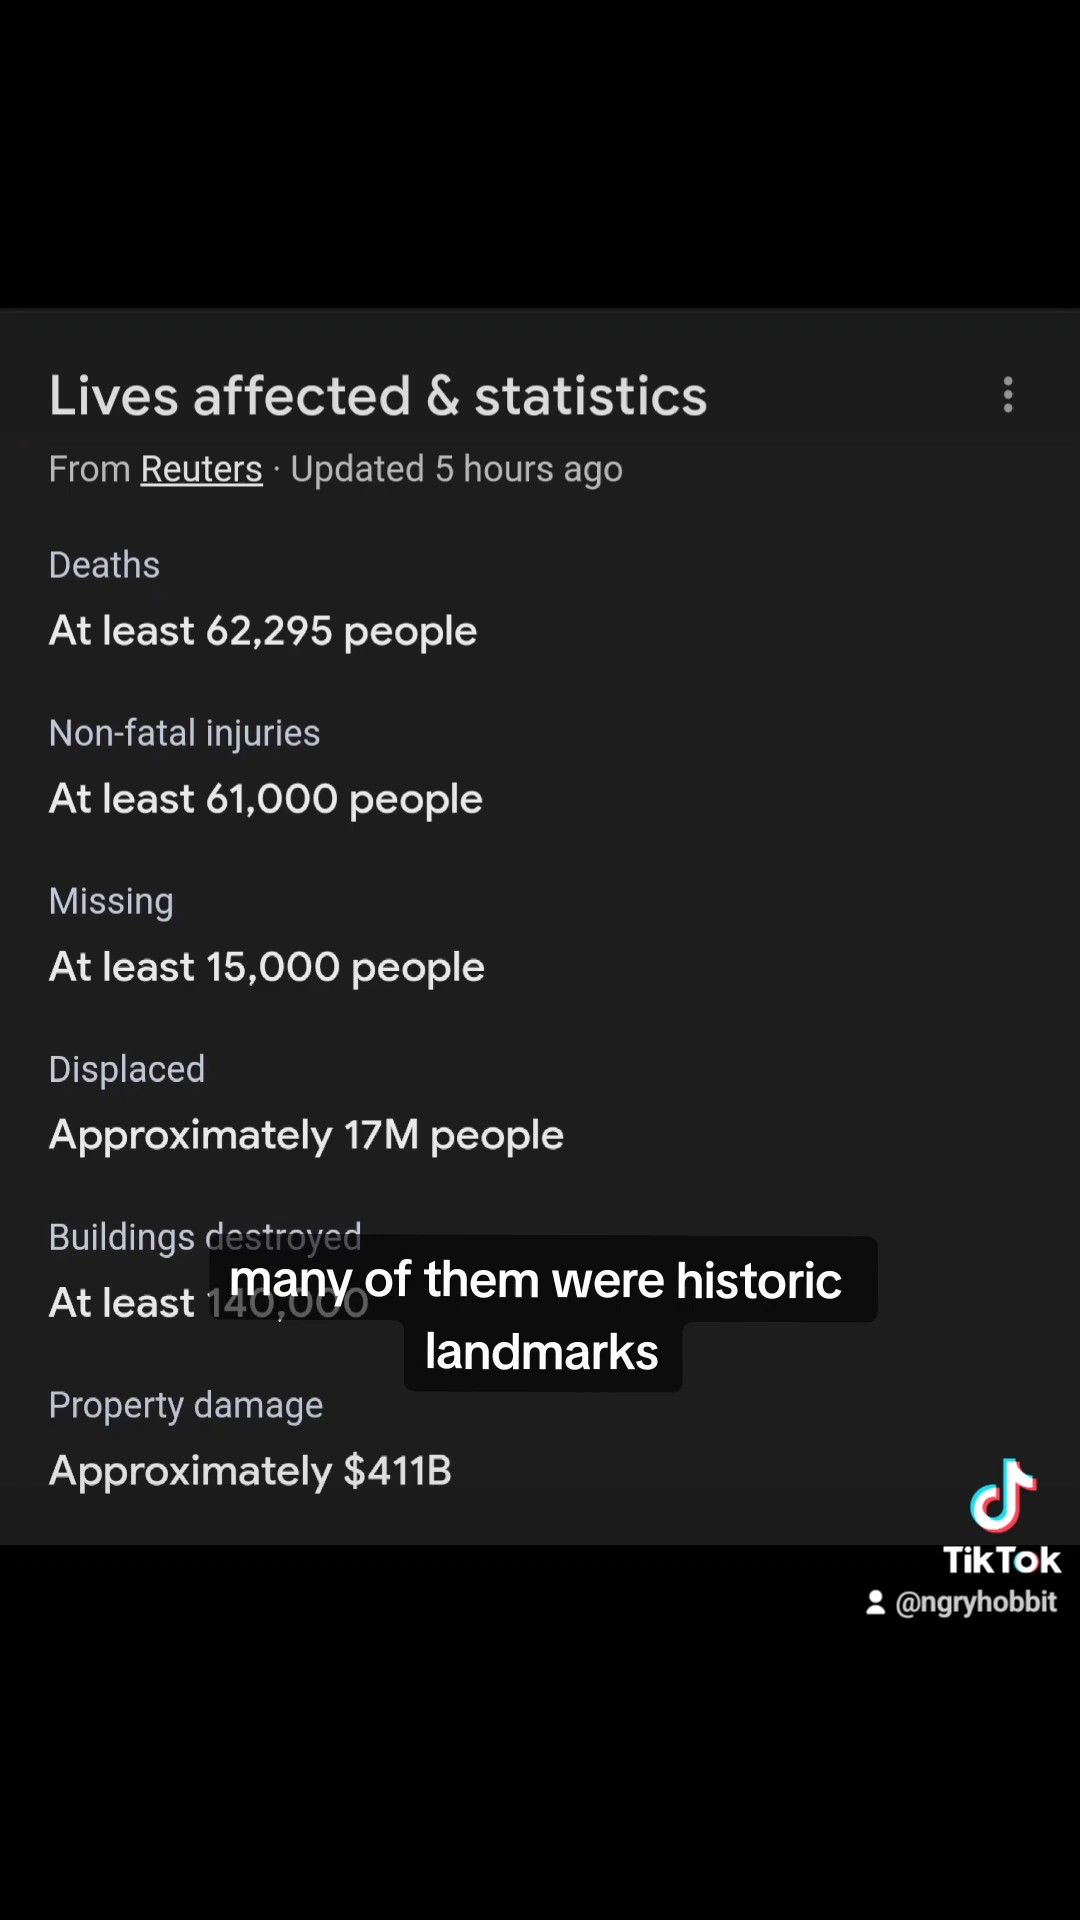 Lives affected & statistics
From Reuters · Updated 5 hours ago
Deaths
At least 62,295 people
Non-fatal injuries
At least 61,000 people
Missing
At least 15,000 people
Displaced
Approximately 17M people
Buildings destroyed
At least 140,000
many of them were historic
landmarks
Property damage
Approximately $411B
TikTok
@ngryhobbit